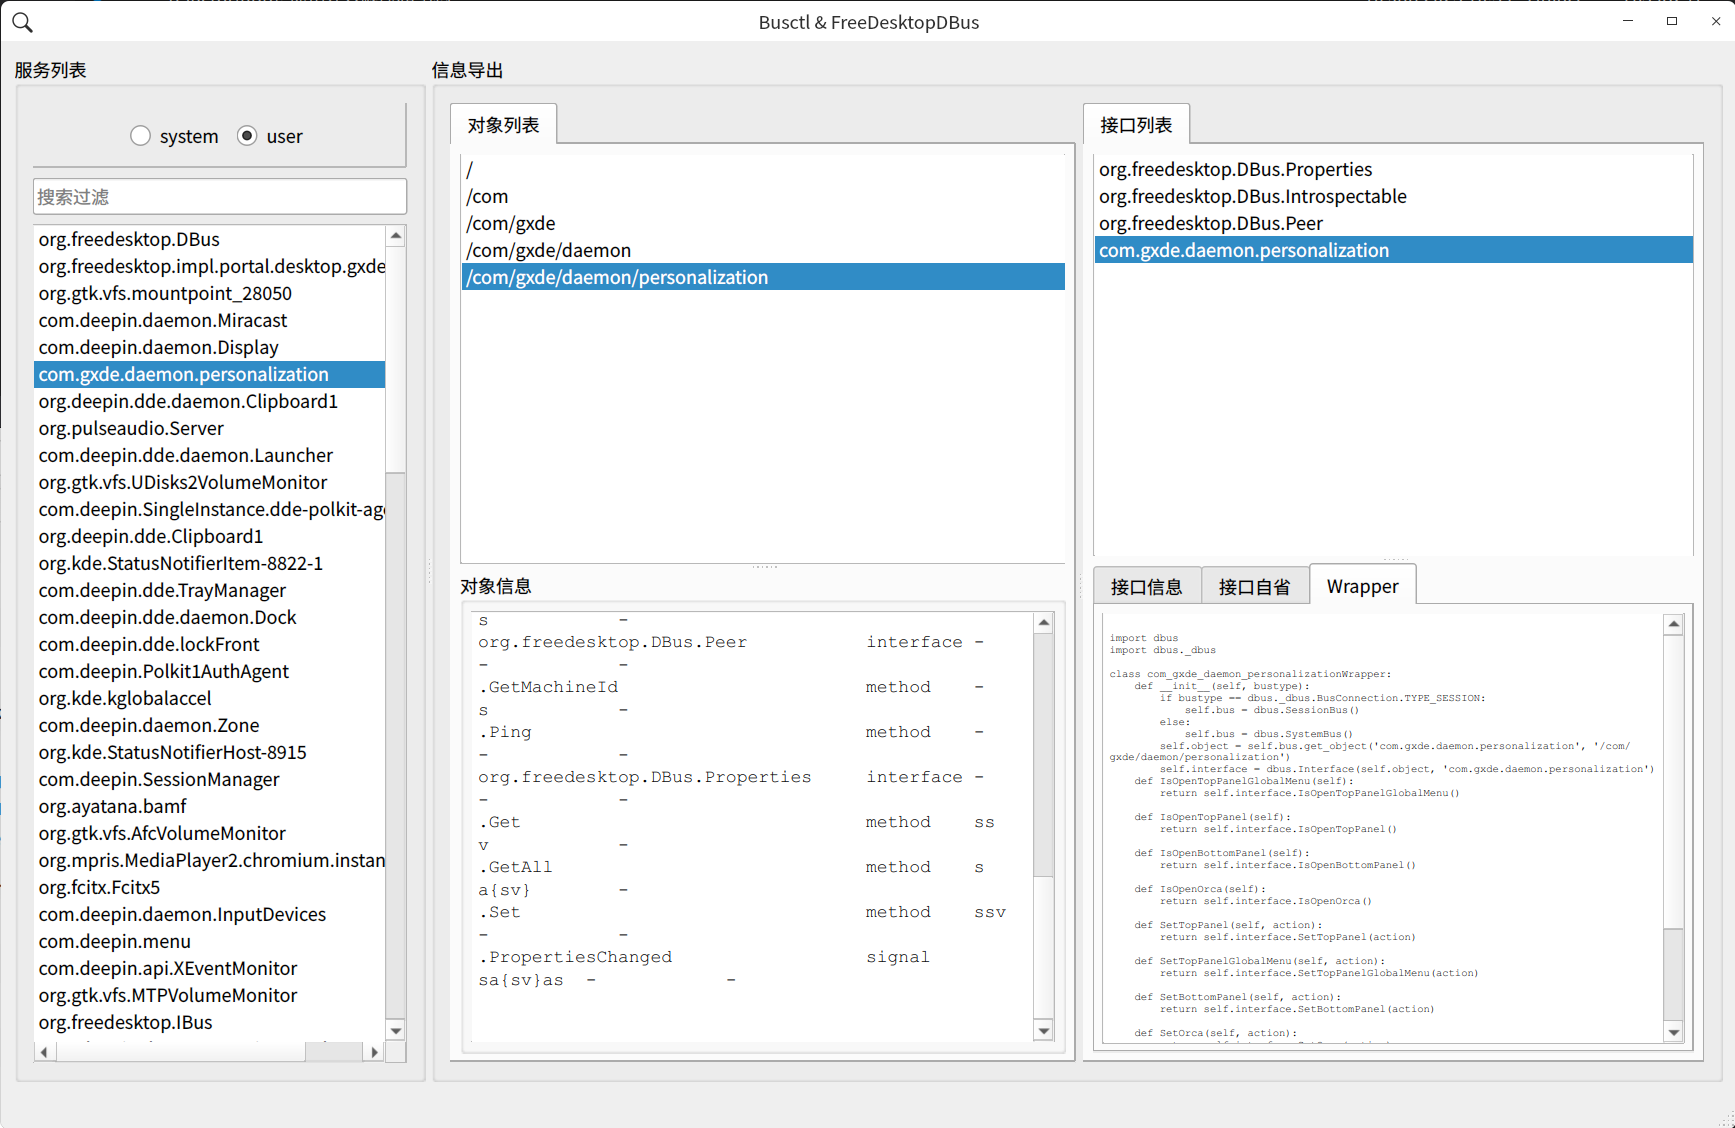 Busctl & FreeDesktopDBus
服务列表
system
user
搜索过滤
org.freedesktop.DBus
org.freedesktop.impl.portal.desktop.gxde
org.gtk.vfs.mountpoint_28050
com.deepin.daemon.Miracast
com.deepin.daemon.Display
com.gxde.daemon.personalization
org.deepin.dde.daemon.Clipboard1
org.pulseaudio.Server
com.deepin.dde.daemon.Launcher
org.gtk.vfs.UDisks2VolumeMonitor
com.deepin.SingleInstance.dde-polkit-age
org.deepin.dde.Clipboard1
org.kde.StatusNotifierItem-8822-1
com.deepin.dde.TrayManager
com.deepin.dde.daemon.Dock
com.deepin.dde.lockFront
com.deepin.Polkit1AuthAgent
org.kde.kglobalaccel
com.deepin.daemon.Zone
org.kde.StatusNotifierHost-8915
com.deepin.SessionManager
org.ayatana.bamf
org.gtk.vfs.AfcVolumeMonitor
org.mpris.MediaPlayer2.chromium.instan
org.fcitx.Fcitx5
com.deepin.daemon.InputDevices
com.deepin.menu
com.deepin.api.XEventMonitor
org.gtk.vfs.MTPVolumeMonitor
org.freedesktop.IBus
信息导出
对象列表
/
/com
/com/gxde
/com/gxde/daemon
/com/gxde/daemon/personalization
对象信息
s -
org.freedesktop.DBus.Peer interface -
- -
.GetMachineId method -
s -
.Ping method -
- -
org.freedesktop.DBus.Properties interface -
- -
.Get method ss
v -
.GetAll method s
a{sv} -
.Set method ssv
- -
.PropertiesChanged signal
sa{sv}as - -
接口列表
org.freedesktop.DBus.Properties
org.freedesktop.DBus.Introspectable
org.freedesktop.DBus.Peer
com.gxde.daemon.personalization
接口信息 接口自省 Wrapper
import dbus
import dbus._dbus
class com_gxde_daemon_personalizationWrapper:
def __init__(self, bustype):
if bustype == dbus._dbus.BusConnection.TYPE_SESSION:
self.bus = dbus.SessionBus()
else:
self.bus = dbus.SystemBus()
self.object = self.bus.get_object('com.gxde.daemon.personalization', '/com/
gxde/daemon/personalization')
self.interface = dbus.Interface(self.object, 'com.gxde.daemon.personalization')
def IsOpenTopPanelGlobalMenu(self):
return self.interface.IsOpenTopPanelGlobalMenu()
def IsOpenTopPanel(self):
return self.interface.IsOpenTopPanel()
def IsOpenBottomPanel(self):
return self.interface.IsOpenBottomPanel()
def IsOpenOrca(self):
return self.interface.IsOpenOrca()
def SetTopPanel(self, action):
return self.interface.SetTopPanel(action)
def SetTopPanelGlobalMenu(self, action):
return self.interface.SetTopPanelGlobalMenu(action)
def SetBottomPanel(self, action):
return self.interface.SetBottomPanel(action)
def SetOrca(self, action):